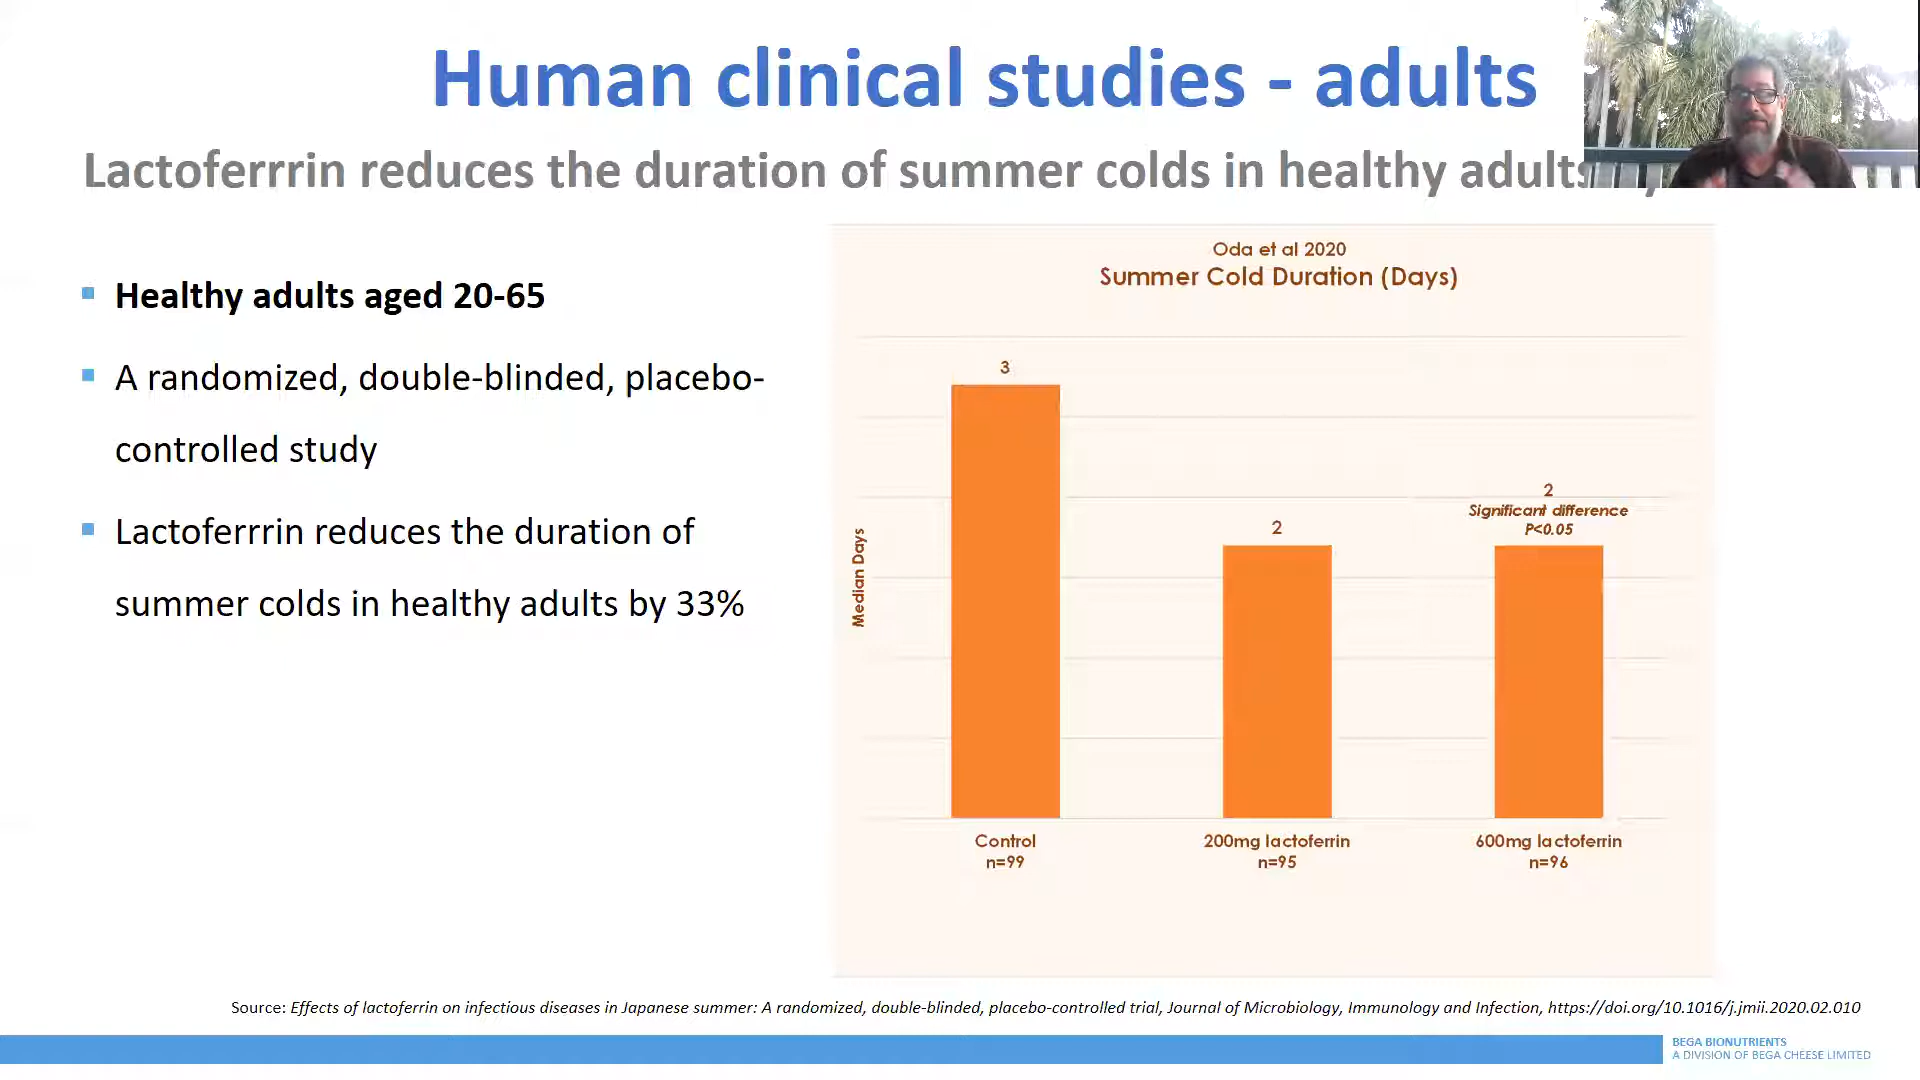 Human clinical studies - adults
Lactoferrrin reduces the duration of summer colds in healthy adults
Healthy adults aged 20-65
A randomized, double-blinded, placebo-
controlled study
Lactoferrrin reduces the duration of
summer colds in healthy adults by 33%
Oda et al 2020
Summer Cold Duration (Days)
Median Days
3
2
2
Significant difference
P<0.05
Control
n=99
200mg lactoferrin
n=95
600mg lactoferrin
n=96
Source: Effects of lactoferrin on infectious diseases in Japanese summer: A randomized, double-blinded, placebo-controlled trial, Journal of Microbiology, Immunology and Infection, https://doi.org/10.1016/j.jmii.2020.02.010
BEGA BIONUTRIENTS
A DIVISION OF BEGA CHEESE LIMITED